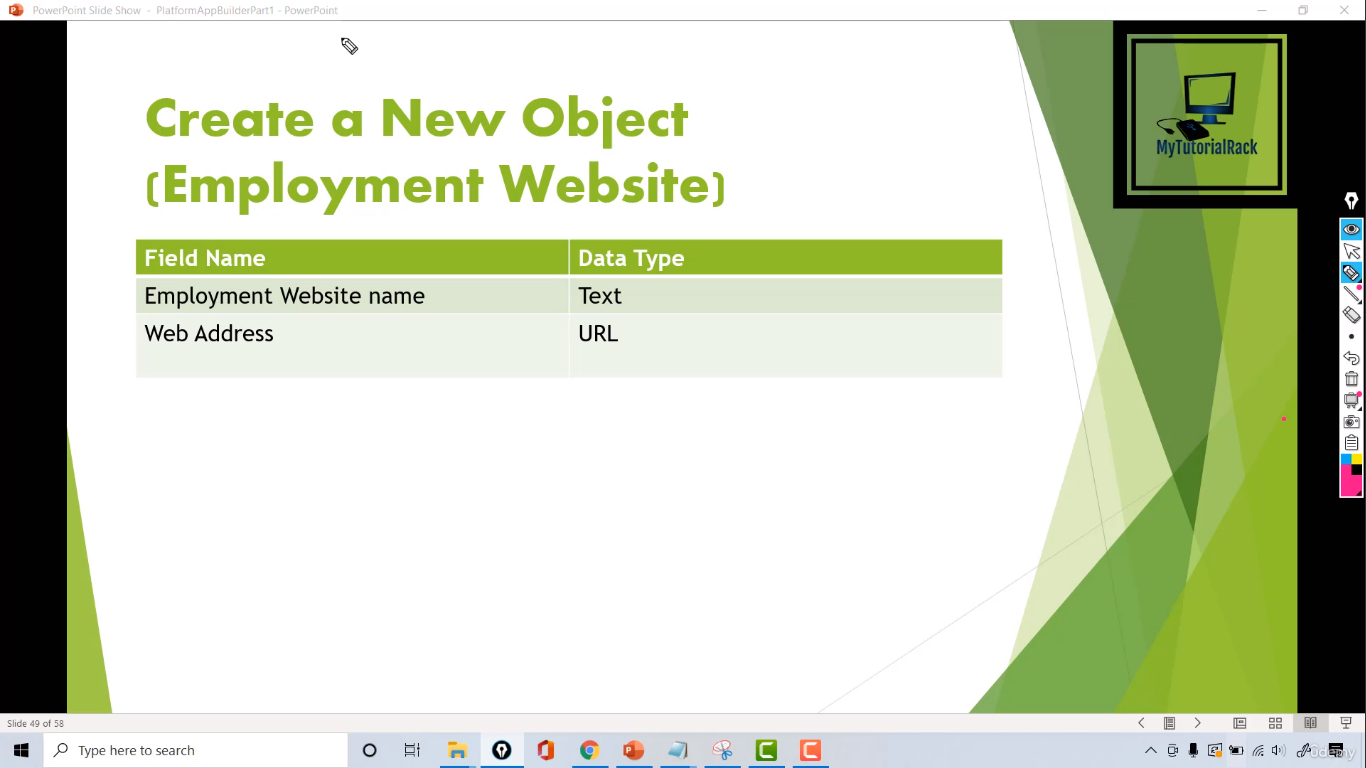 PowerPoint Slide Show - PlatformAppBuilderPart1 - PowerPoint
MyTutorialRack
Create a New Object
(Employment Website)
Field Name Data Type
Employment Website name Text
Web Address URL
Slide 49 of 58
Type here to search
Udemy